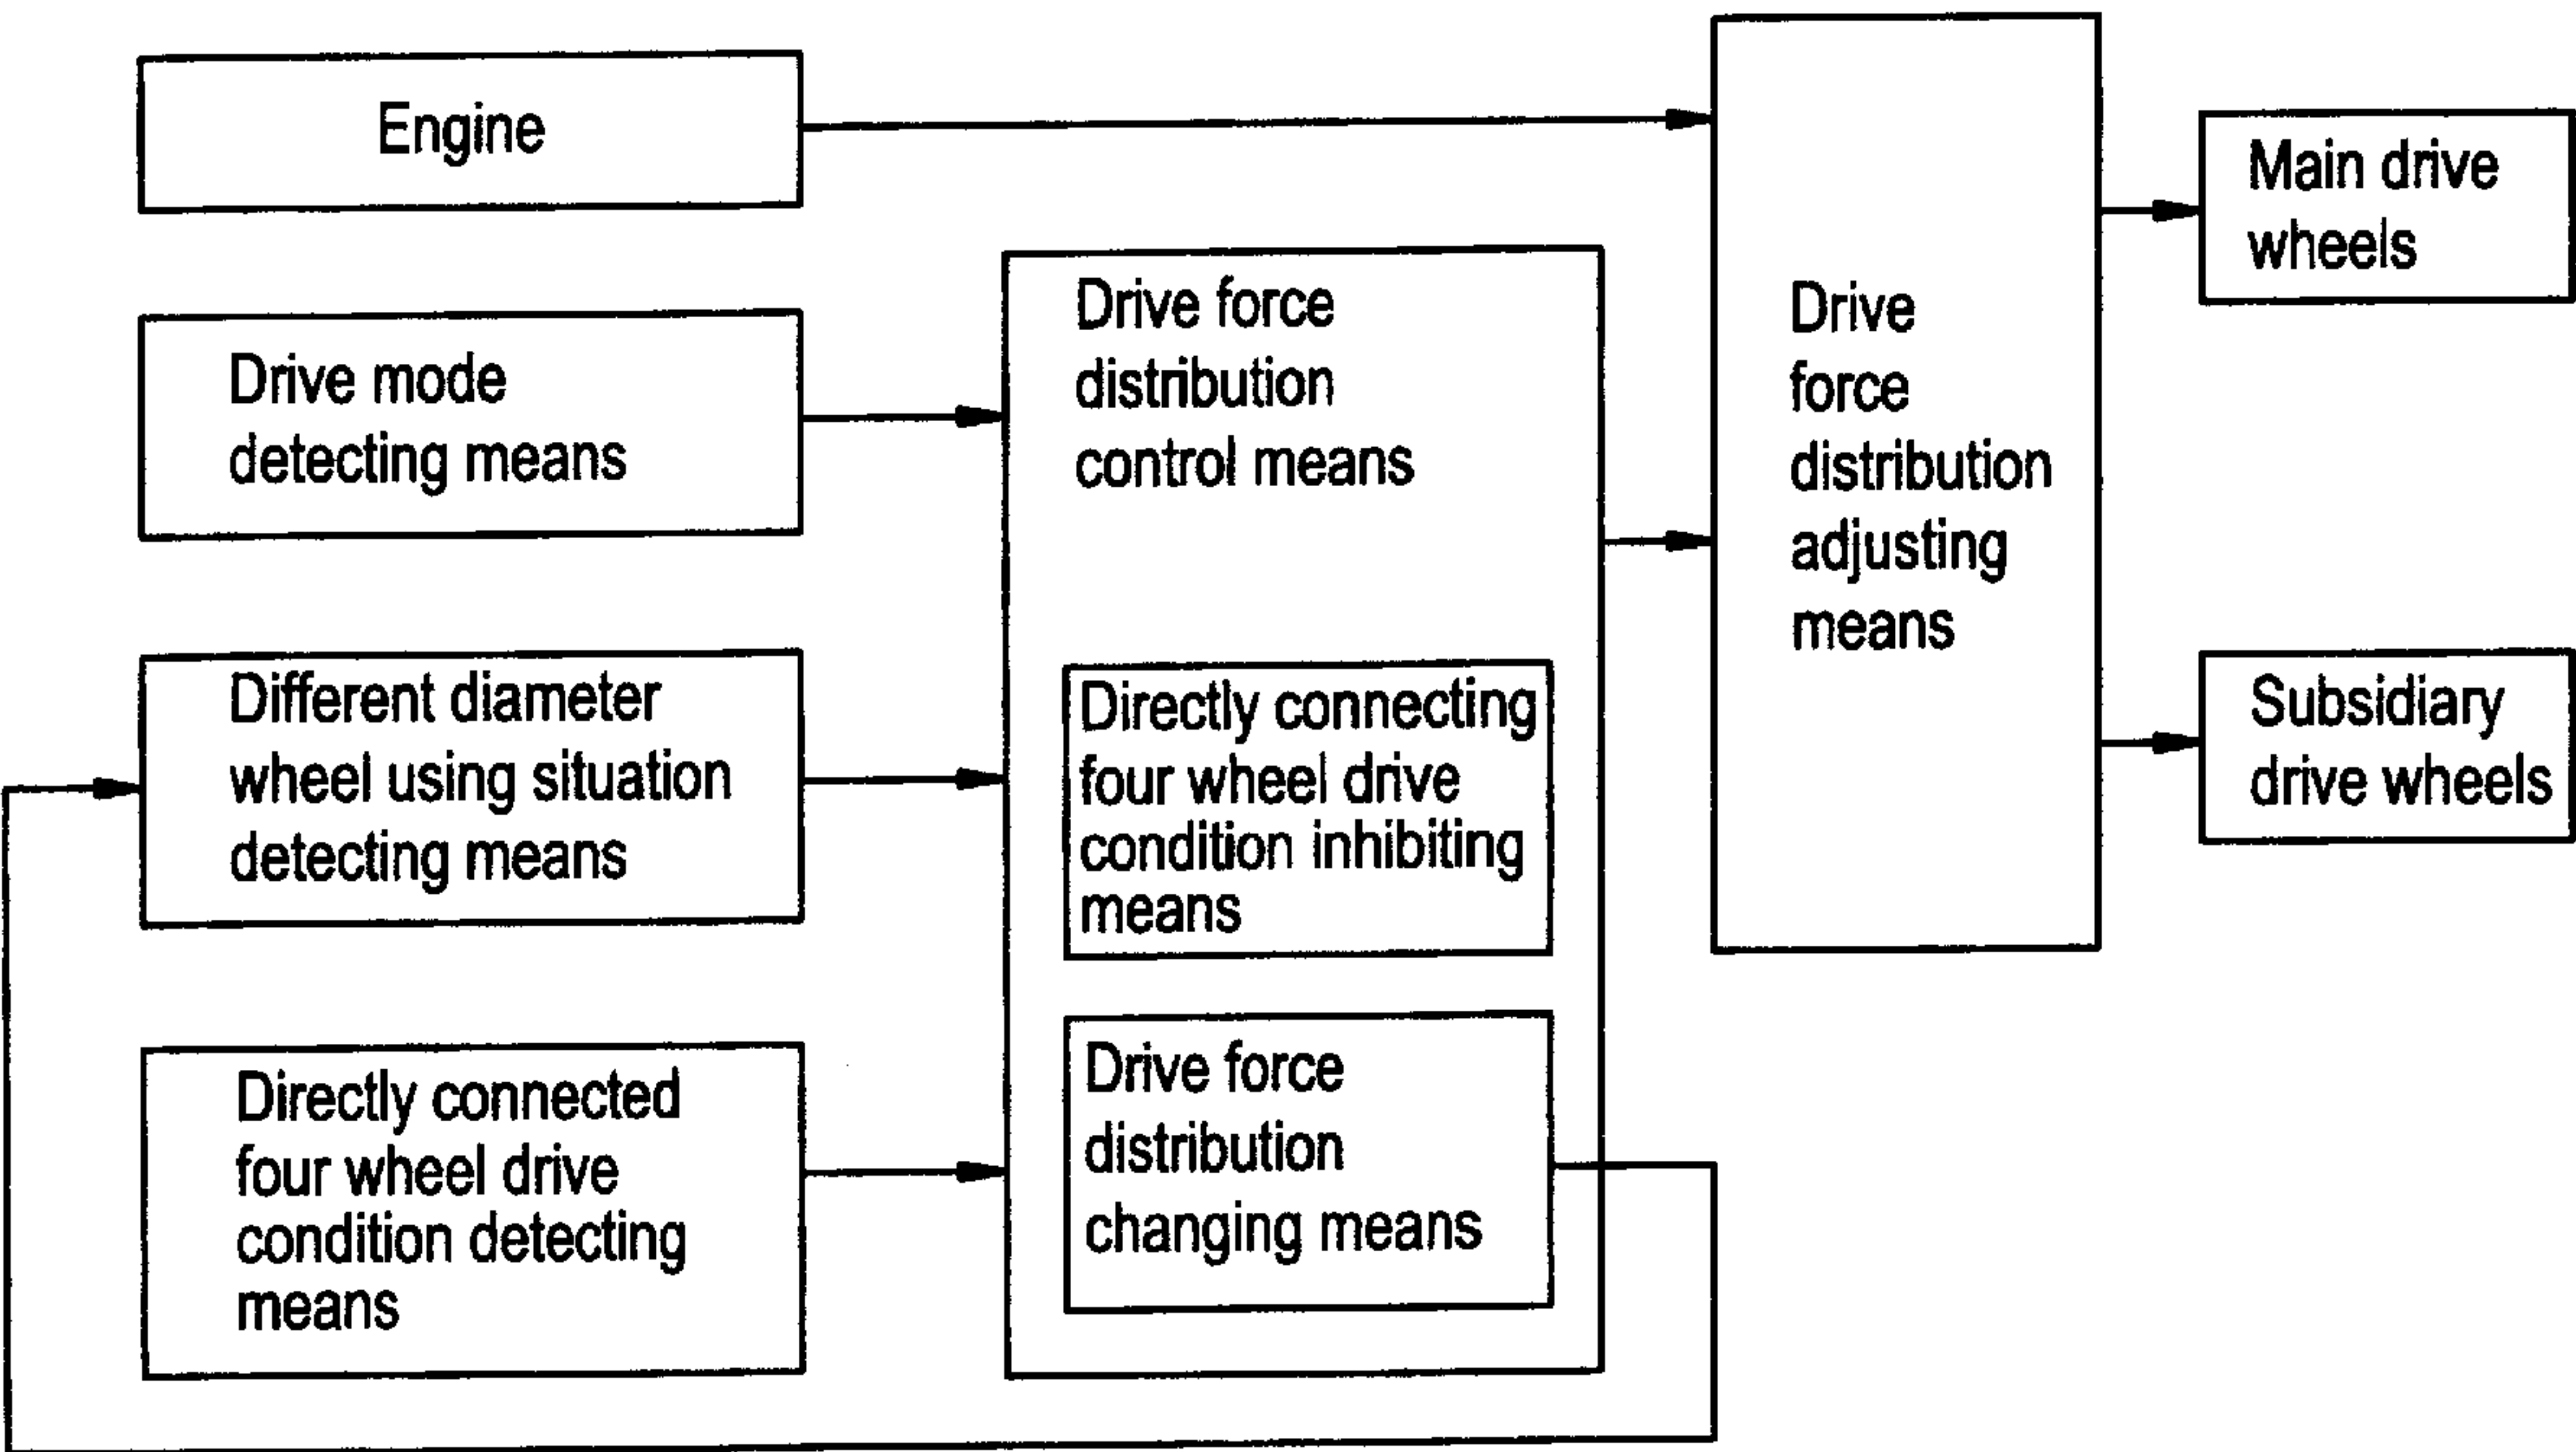 Engine
Drive mode
detecting means
Different diameter
wheel using situation
detecting means
Directly connected
four wheel drive
condition detecting
means
Drive force
distribution
control means
Directly connecting
four wheel drive
condition inhibiting
means
Drive force
distribution
changing means
Drive
force
distribution
adjusting
means
Main drive
wheels
Subsidiary
drive wheels